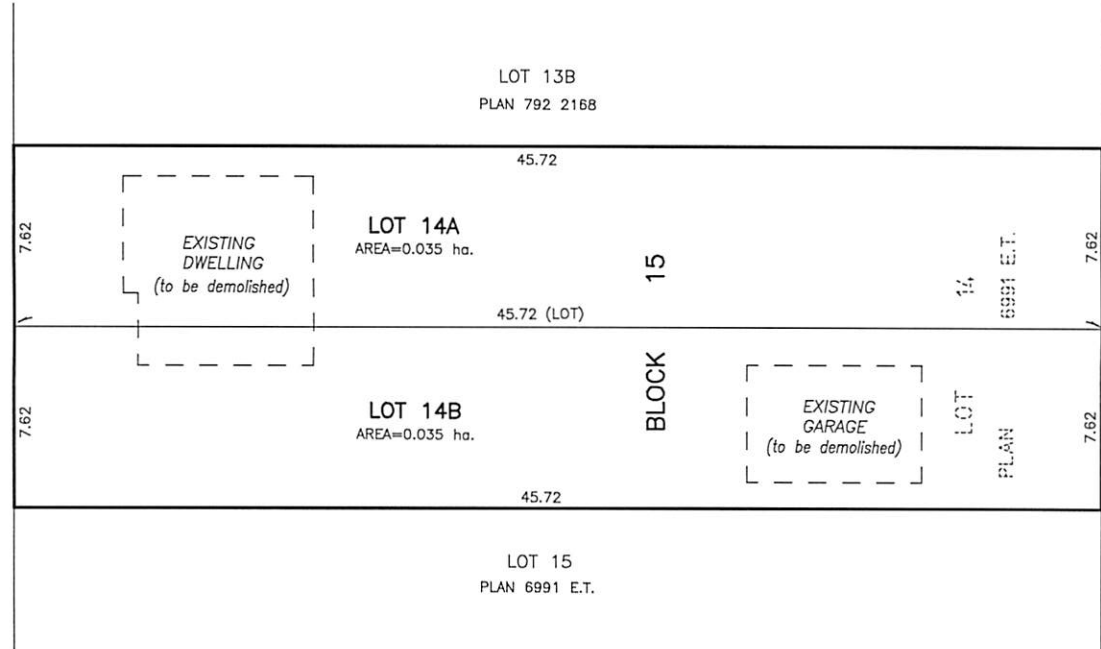 LOT 13B
PLAN 792 2168
45.72
7.62
EXISTING
DWELLING
(to be demolished)
LOT 14A
AREA=0.035 ha.
BLOCK 15
LOT 14
PLAN 6991 E.T.
7.62
45.72 (LOT)
7.62
LOT 14B
AREA=0.035 ha.
EXISTING
GARAGE
(to be demolished)
7.62
45.72
LOT 15
PLAN 6991 E.T.